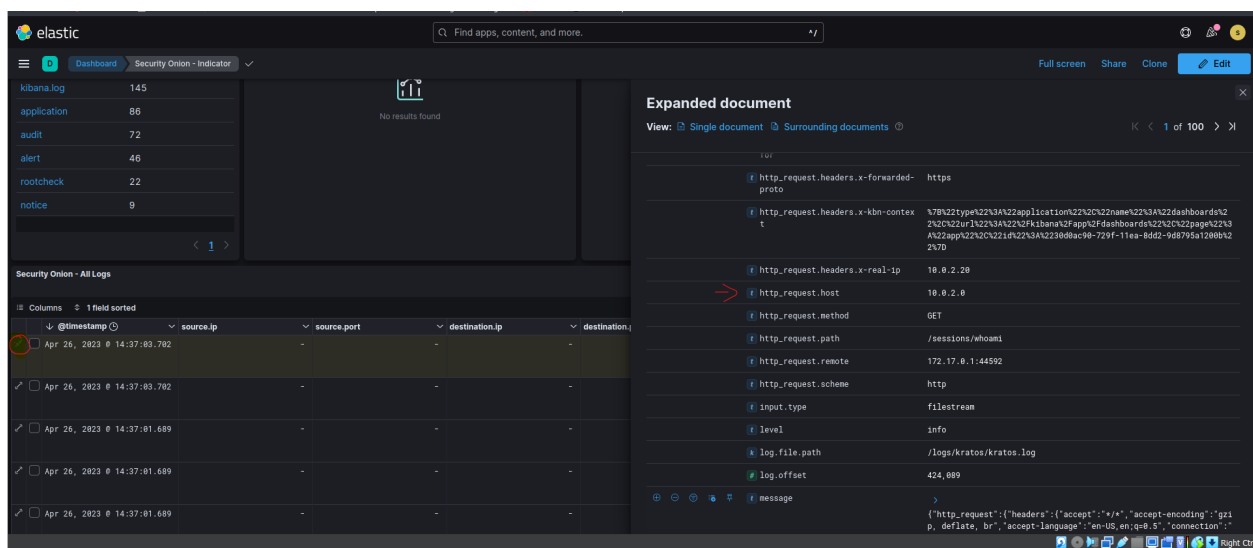 elastic
Find apps, content, and more.
^/
s
D
Dashboard
Security Onion - Indicator
Full screen
Share
Clone
Edit
kibana.log 145
application 86
audit 72
alert 46
rootcheck 22
notice 9
1
No results found
Security Onion - All Logs
Columns
1 field sorted
@timestamp
source.ip
source.port
destination.ip
Apr 26, 2023 @ 14:37:03.702 - - -
Apr 26, 2023 @ 14:37:03.702 - - -
Apr 26, 2023 @ 14:37:01.689 - - -
Apr 26, 2023 @ 14:37:01.689 - - -
Apr 26, 2023 @ 14:37:01.689 - - -
Expanded document
View: Single document Surrounding documents
1 of 100
http_request.headers.x-forwarded-proto https
http_request.headers.x-kbn-context
%7B%22type%22%3A%22application%22%2C%22name%22%3A%22dashboards%2
2%2C%22url%22%3A%22%2Fkibana%2Fapp%2Fdashboards%22%2C%22page%22%3
A%22app%22%2C%22id%22%3A%2230d0ac90-729f-11ea-8dd2-9d8795a1200b%2
2%7D
http_request.headers.x-real-ip 10.0.2.20
http_request.host 10.0.2.0
http_request.method GET
http_request.path /sessions/whoami
http_request.remote 172.17.0.1:44592
http_request.scheme http
input.type filestream
level info
log.file.path /logs/kratos/kratos.log
log.offset 424,089
message
{"http_request":{"headers":{"accept":"*/*","accept-encoding":"gzi
p, deflate, br","accept-language":"en-US,en;q=0.5","connection":"
Right Ctr